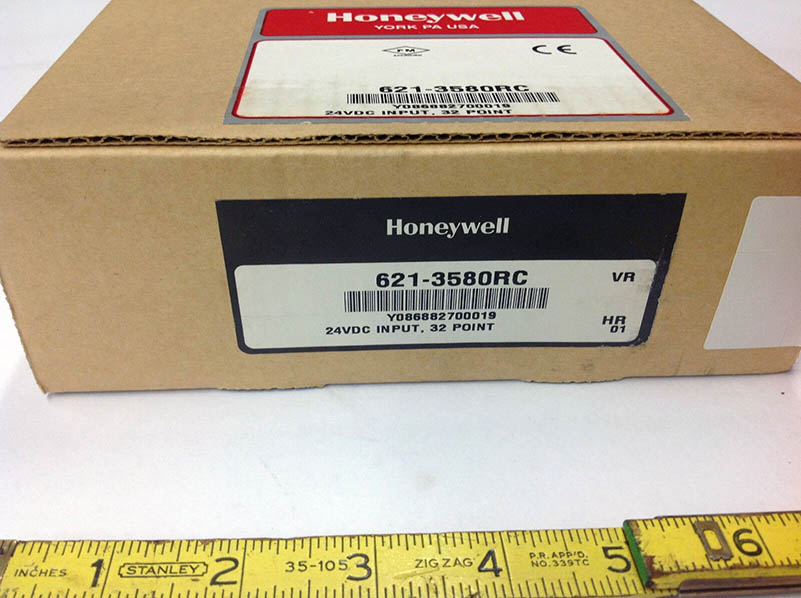 Honeywell
YORK PA USA
FM
APPROVED
CE
621-3580RC
Y086882700019
24VDC INPUT, 32 POINT
Honeywell
621-3580RC
VR
Y086882700019
24VDC INPUT, 32 POINT
HR
01
INCHES 1 STANLEY 2 35-105 3 ZIG ZAG 4 P.R. APP'D. NO. 339TC 5 6